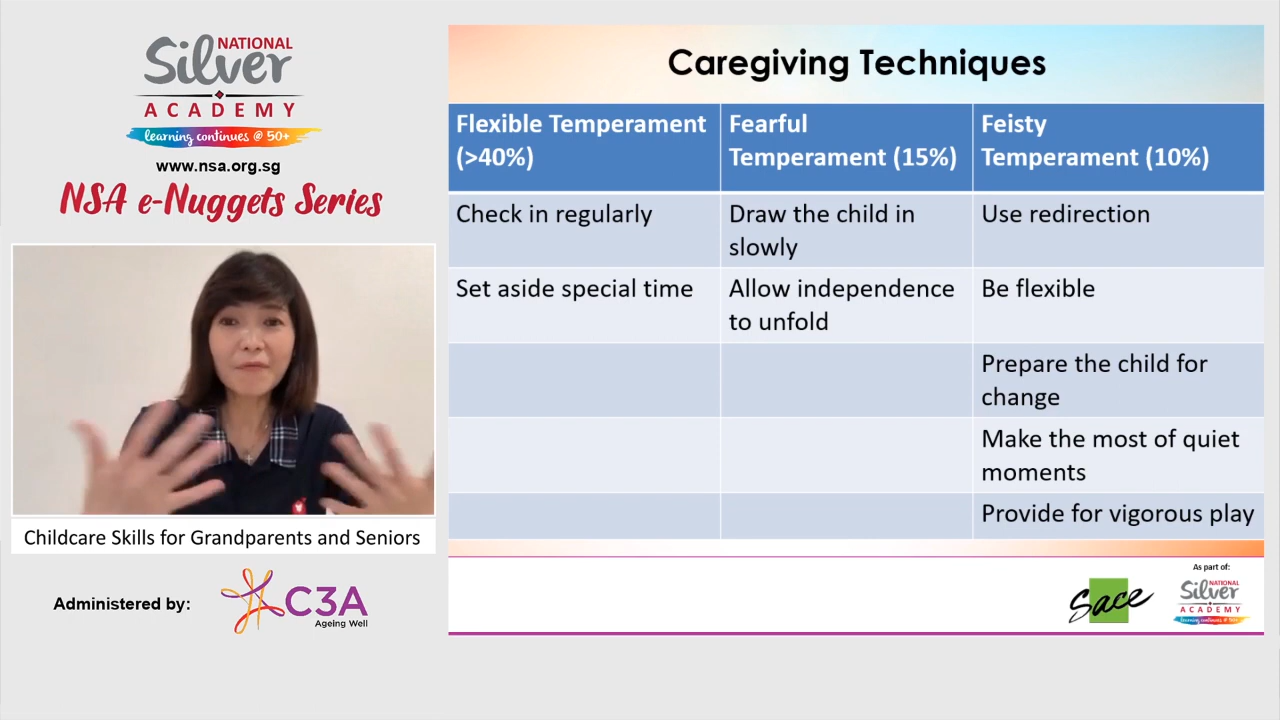 NATIONAL
Silver
ACADEMY
learning continues @ 50+
www.nsa.org.sg
NSA e-Nuggets Series
Childcare Skills for Grandparents and Seniors
Administered by:
C3A
Ageing Well
Caregiving Techniques
Flexible Temperament
(>40%)
Fearful
Temperament (15%)
Feisty
Temperament (10%)
Check in regularly
Draw the child in
slowly
Use redirection
Set aside special time
Allow independence
to unfold
Be flexible
Prepare the child for
change
Make the most of quiet
moments
Provide for vigorous play
Sace
As part of:
NATIONAL
Silver
ACADEMY
learning continues @ 50+